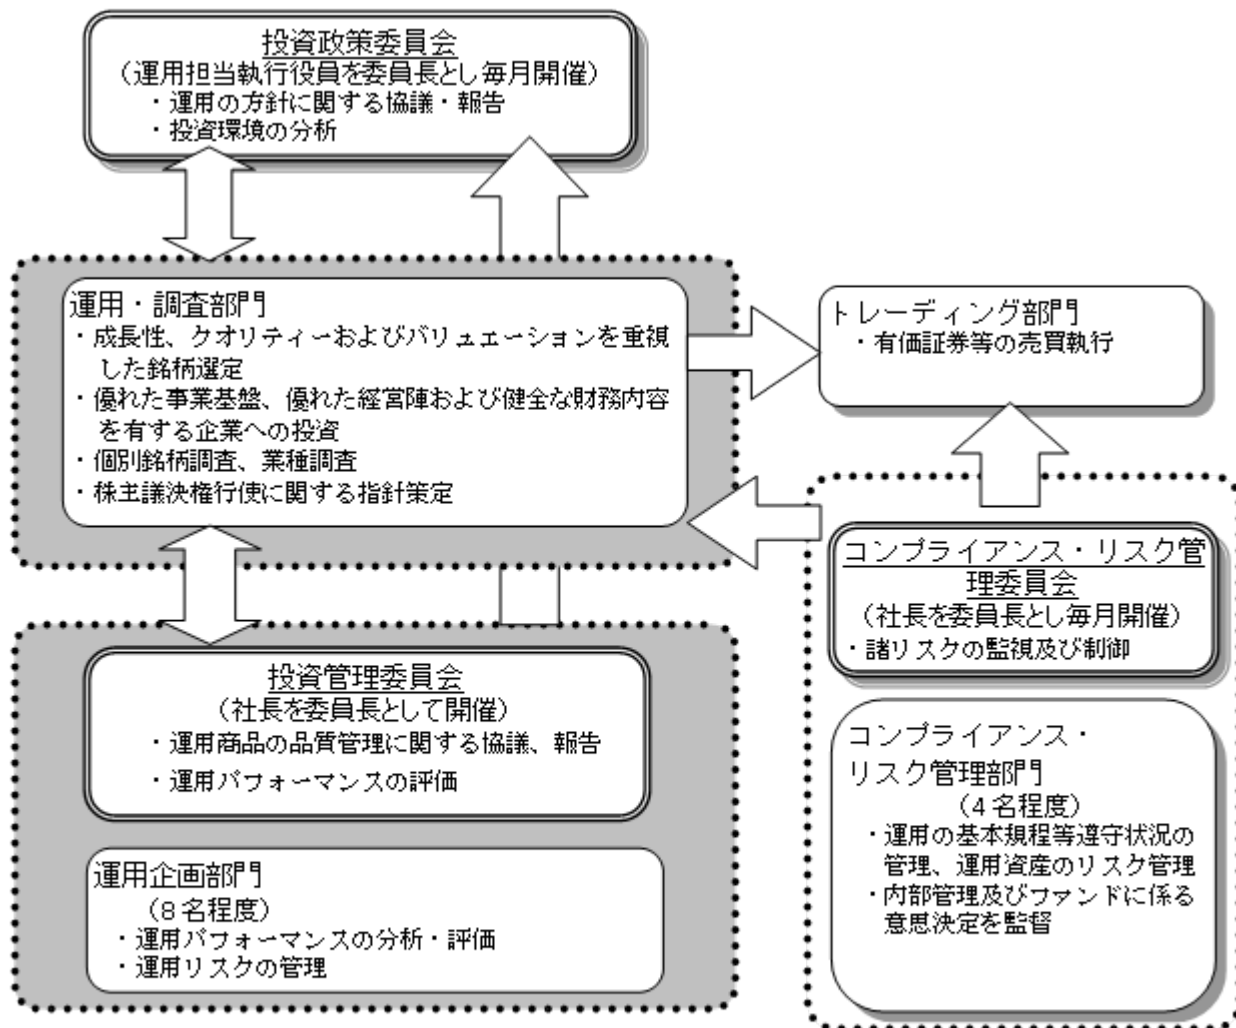 投資政策委員会
（運用担当執行役員を委員長とし毎月開催）
・運用の方針に関する協議・報告
・投資環境の分析
運用・調査部門
・成長性、クオリティーおよびバリュエーションを重視
した銘柄選定
・優れた事業基盤、優れた経営陣および健全な財務内容
を有する企業への投資
・個別銘柄調査、業種調査
・株主議決権行使に関する指針策定
トレーディング部門
・有価証券等の売買執行
コンプライアンス・リスク管
理委員会
（社長を委員長とし毎月開催）
・諸リスクの監視及び制御
コンプライアンス・
リスク管理部門
（4名程度）
・運用の基本規程等遵守状況の
管理、運用資産のリスク管理
・内部管理及びファンドに係る
意思決定を監督
投資管理委員会
（社長を委員長として開催）
・運用商品の品質管理に関する協議、報告
・運用パフォーマンスの評価
運用企画部門
（8名程度）
・運用パフォーマンスの分析・評価
・運用リスクの管理